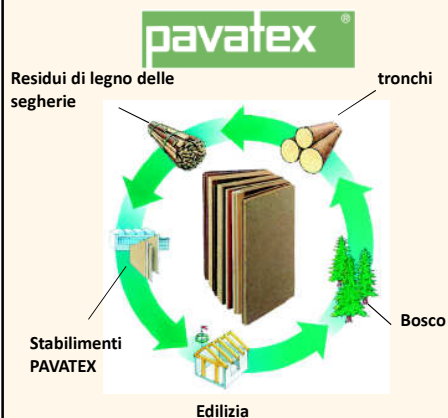 pavatex ®
Residui di legno delle
segherie
tronchi
Bosco
Stabilimenti
PAVATEX
Edilizia